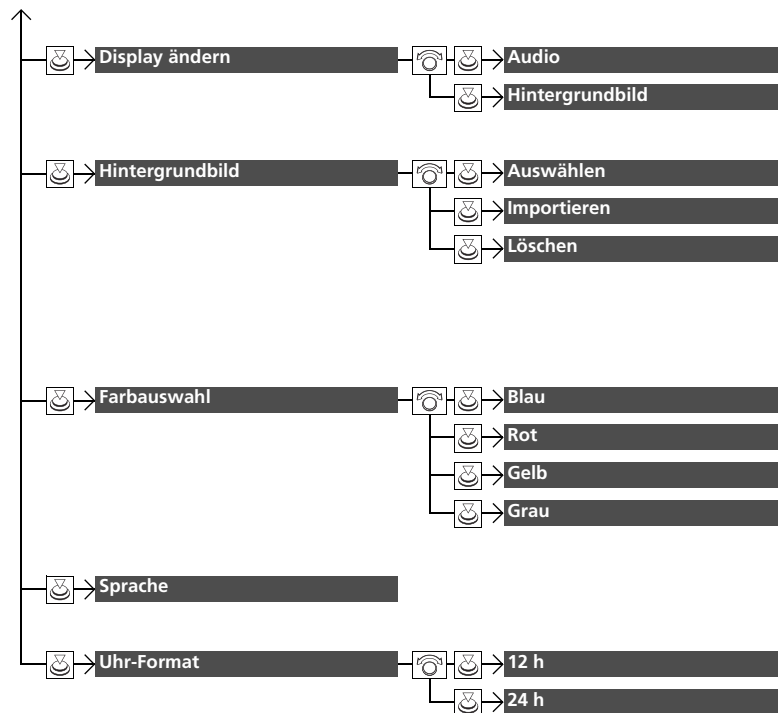 Display ändern
Audio
Hintergrundbild
Hintergrundbild
Auswählen
Importieren
Löschen
Farbauswahl
Blau
Rot
Gelb
Grau
Sprache
Uhr-Format
12 h
24 h